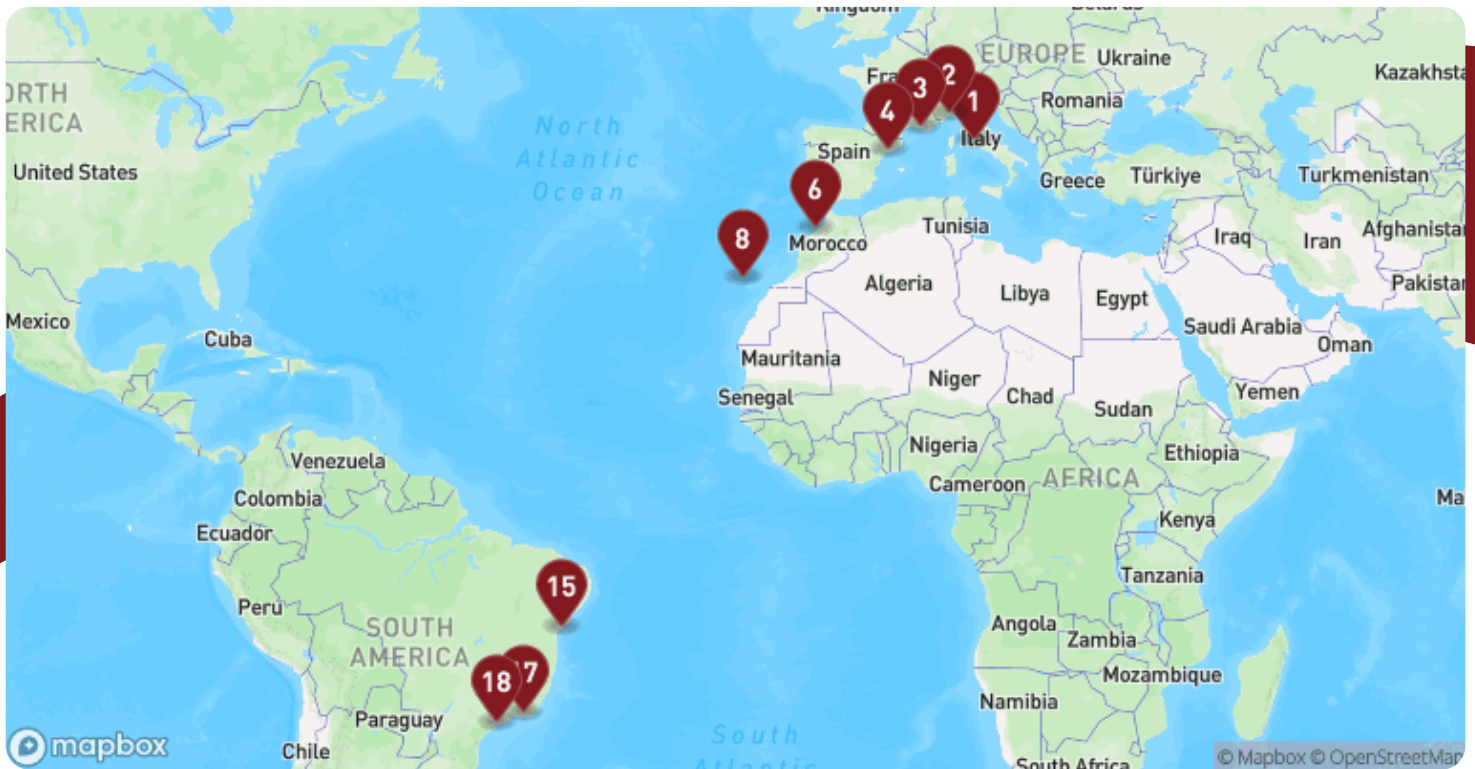 Kingdom
Belarus
EUROPE
Ukraine
Fra
2
3
1
4
Kazakhsta
ORTH
ERICA
Romania
Italy
North
Atlantic
Ocean
Spain
United States
Greece
Türkiye
Turkmenistan
6
8
Tunisia
Morocco
Iraq
Iran
Afghanistan
Algeria
Libya
Egypt
Pakistan
Mexico
Cuba
Saudi Arabia
Oman
Mauritania
Niger
Chad
Yemen
Senegal
Sudan
Nigeria
Ethiopia
Venezuela
Colombia
Cameroon
AFRICA
Ma
Ecuador
Kenya
15
Tanzania
Peru
Angola
SOUTH
AMERICA
Zambia
18
17
Mozambique
Namibia
Paraguay
South
Atlantic
Chile
South Africa
mapbox
© Mapbox © OpenStreetMap